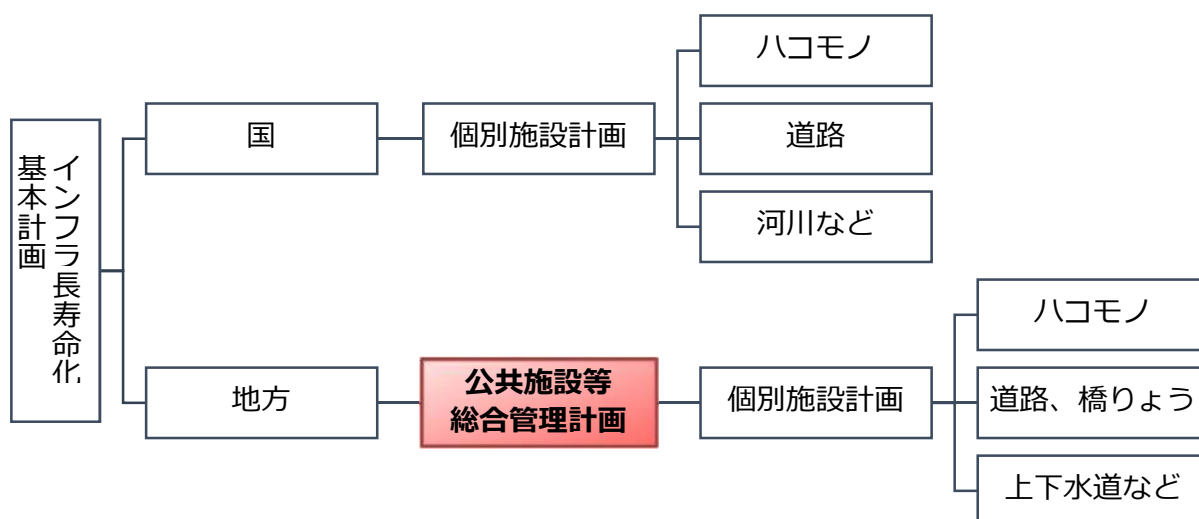 インフラ長寿命化
基本計画
国
個別施設計画
ハコモノ
道路
河川など
地方
公共施設等
総合管理計画
個別施設計画
ハコモノ
道路、橋りょう
上下水道など